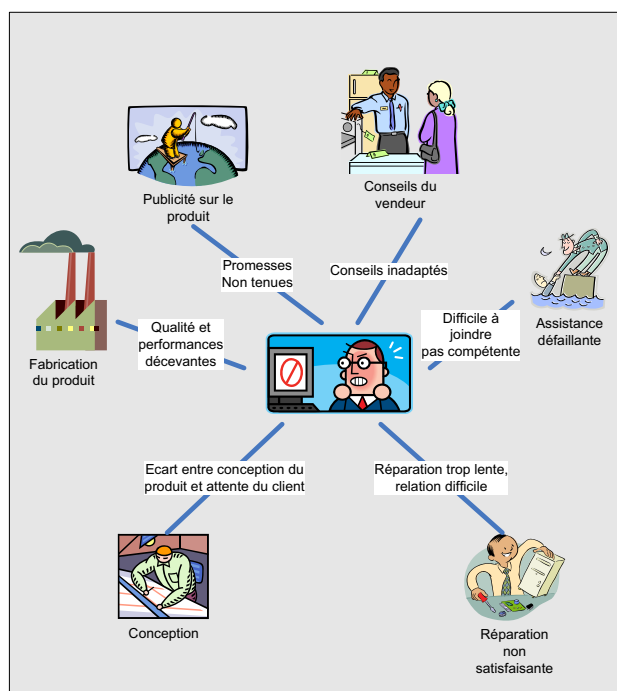 Publicité sur le
produit
Conseils du
vendeur
Promesses
Non tenues
Conseils inadaptés
Fabrication
du produit
Qualité et
performances
décevantes
Difficile à
joindre
pas compétente
Assistance
défaillante
Ecart entre conception du
produit et attente du client
Réparation trop lente,
relation difficile
Conception
Réparation
non
satisfaisante